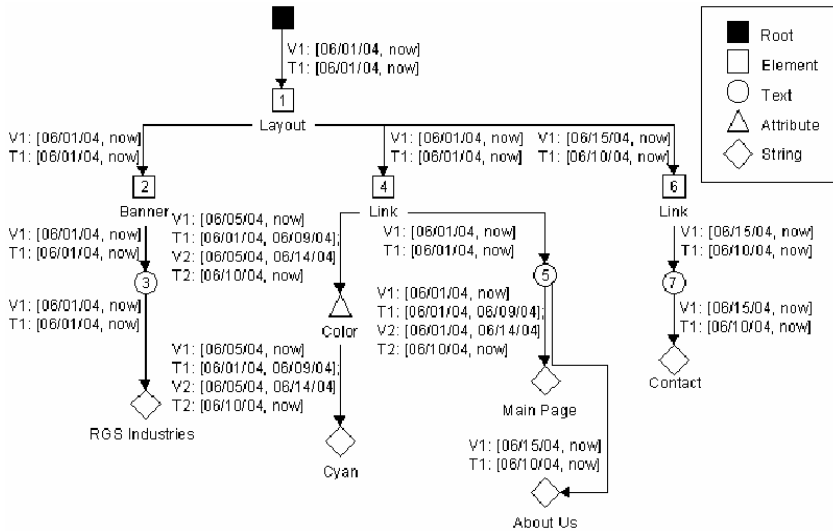 Root
Element
Text
Attribute
String
V1: [06/01/04, now]
T1: [06/01/04, now]
1
Layout
V1: [06/01/04, now]
T1: [06/01/04, now]
V1: [06/01/04, now]
T1: [06/01/04, now]
V1: [06/15/04, now]
T1: [06/10/04, now]
2
Banner
4
Link
6
Link
V1: [06/01/04, now]
T1: [06/01/04, now]
3
V1: [06/01/04, now]
T1: [06/01/04, now]
RGS Industries
V1: [06/05/04, now]
T1: [06/01/04, 06/09/04];
V2: [06/05/04, 06/14/04]
T2: [06/10/04, now]
Color
V1: [06/05/04, now]
T1: [06/01/04, 06/09/04];
V2: [06/05/04, 06/14/04]
T2: [06/10/04, now]
Cyan
V1: [06/01/04, now]
T1: [06/01/04, now]
5
V1: [06/01/04, now]
T1: [06/01/04, 06/09/04];
V2: [06/01/04, 06/14/04]
T2: [06/10/04, now]
Main Page
V1: [06/15/04, now]
T1: [06/10/04, now]
About Us
V1: [06/15/04, now]
T1: [06/10/04, now]
7
V1: [06/15/04, now]
T1: [06/10/04, now]
Contact